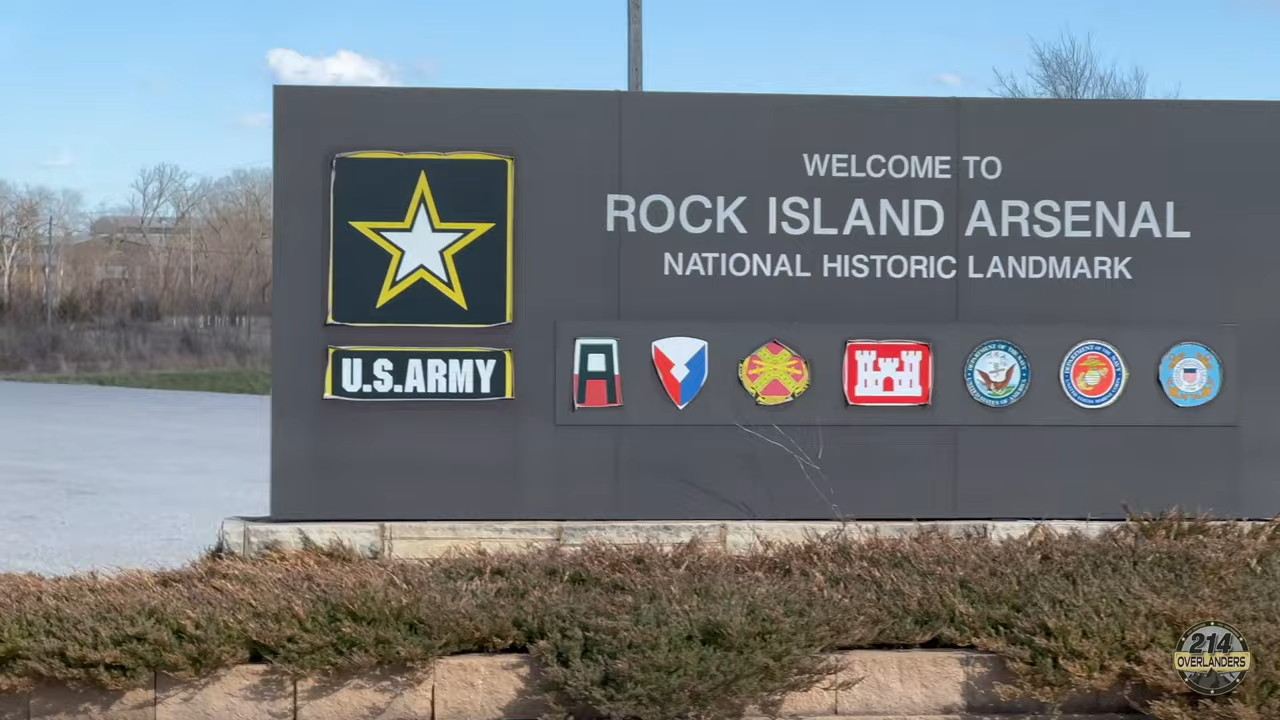 WELCOME TO
ROCK ISLAND ARSENAL
NATIONAL HISTORIC LANDMARK
U.S.ARMY
214
OVERLANDERS